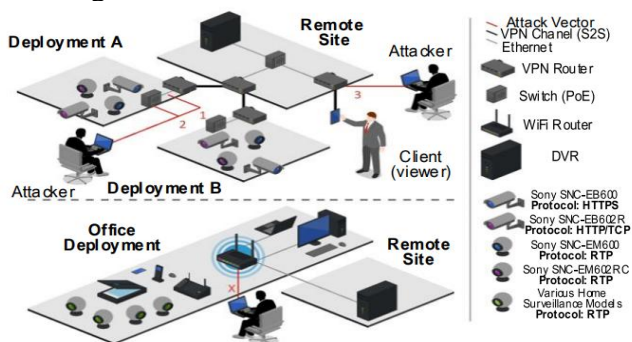 Remote
Site
Deployment A
Attacker
3
1
2
Client
(viewer)
Attacker
Deployment B
Office
Deployment
Remote
Site
X
Attack Vector
VPN Channel (S2S)
Ethernet
VPN Router
Switch (PoE)
WiFi Router
DVR
Sony SNC-EB600
Protocol: HTTPS
Sony SNC-EB602R
Protocol: HTTP/TCP
Sony SNC-EM600
Protocol: RTP
Sony SNC-EM602RC
Protocol: RTP
Various Home
Surveillance Models
Protocol: RTP